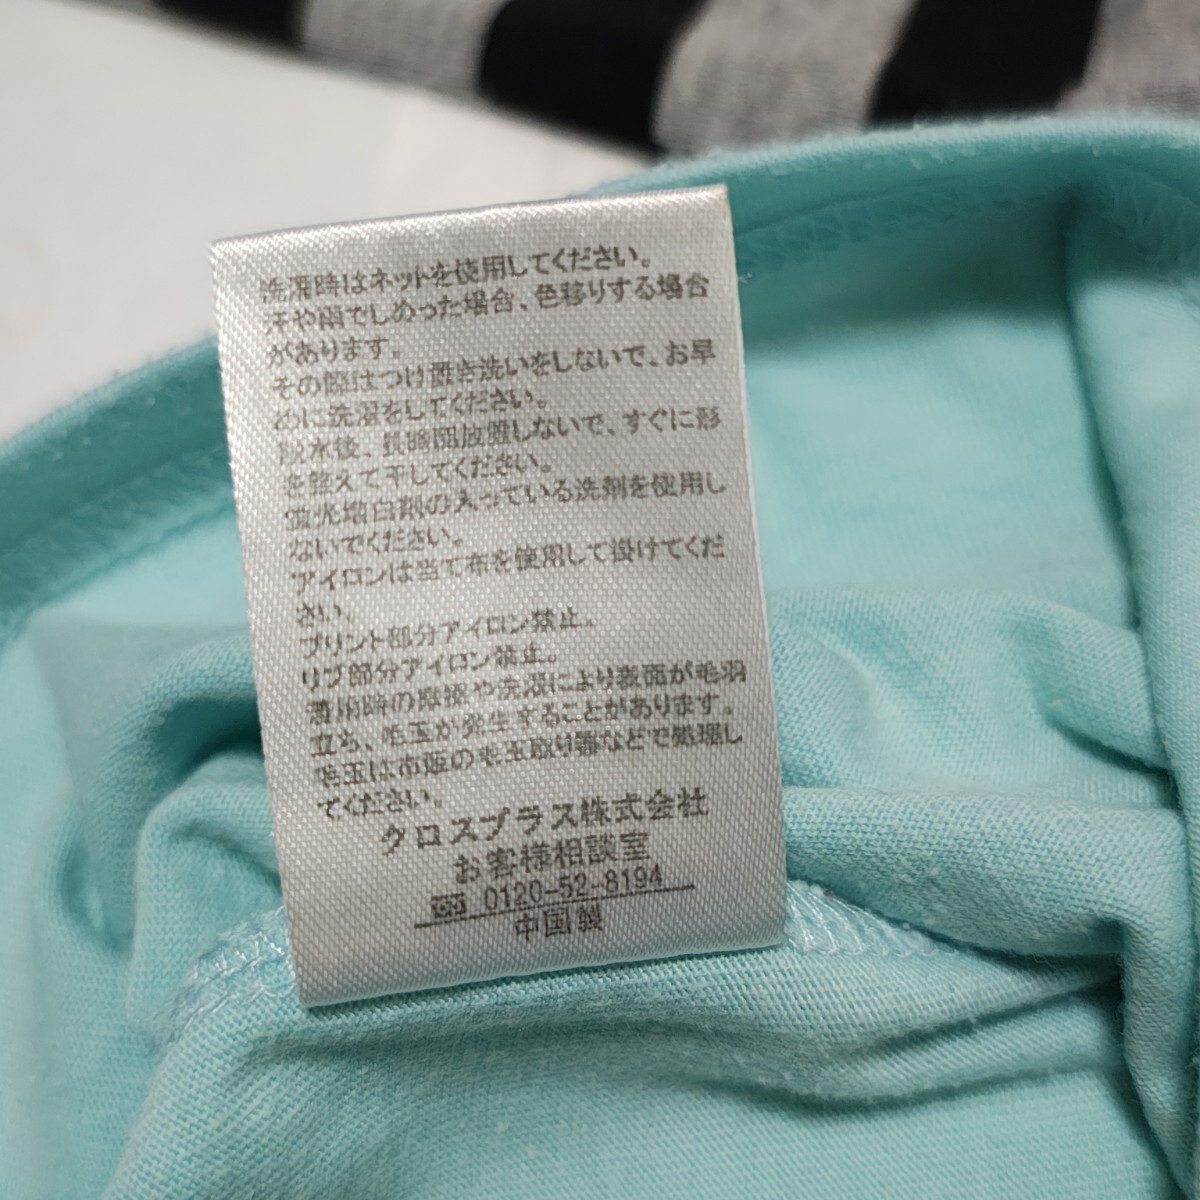 洗濯時はネットを使用してください。
汗や雨でしめった場合、色移りする場合
があります。
その際はつけ置き洗いをしないで、お早
めに洗濯をしてください。
脱水後、長時間放置しないで、すぐに形
を整えて干してください。
蛍光増白剤の入っている洗剤を使用し
ないでください。
アイロンは当て布を使用して掛けてくだ
さい。
プリント部分アイロン禁止。
リブ部分アイロン禁止。
着用時の摩擦や洗濯により表面が毛羽
立ち、毛玉が発生することがあります。
毛玉は市販の毛玉取り器などで処理し
てください。
クロスプラス株式会社
お客様相談室
0120-52-8194
中国製